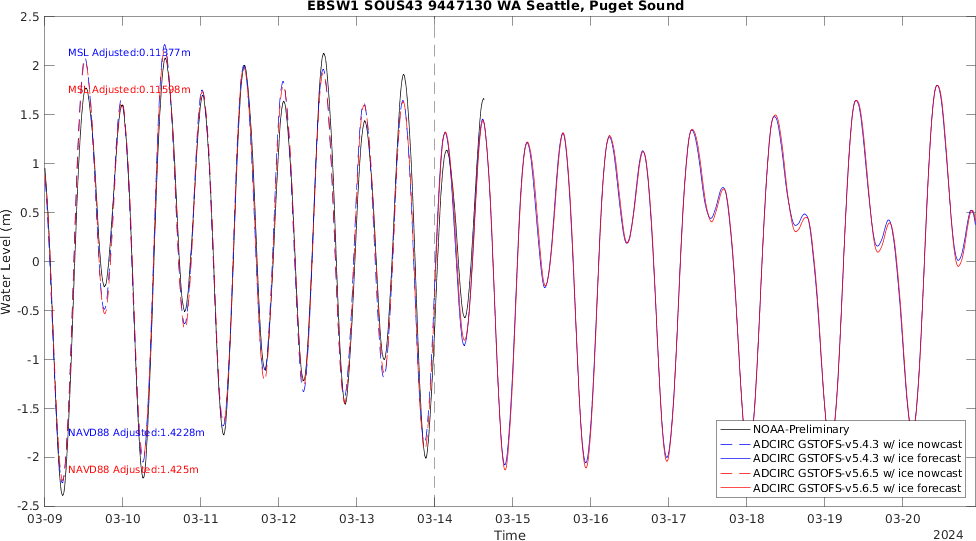 EBSW1 SOUS43 9447130 WA Seattle, Puget Sound
2.5
2
1.5
1
0.5
0
-0.5
-1
-1.5
-2
-2.5
Water Level (m)
MSL Adjusted:0.11377m
MSL Adjusted:0.11598m
NAVD88 Adjusted:1.4228m
NAVD88 Adjusted:1.425m
NOAA-Preliminary
ADCIRC GSTOFS-v5.4.3 w/ ice nowcast
ADCIRC GSTOFS-v5.4.3 w/ ice forecast
ADCIRC GSTOFS-v5.6.5 w/ ice nowcast
ADCIRC GSTOFS-v5.6.5 w/ ice forecast
03-09 03-10 03-11 03-12 03-13 03-14 03-15 03-16 03-17 03-18 03-19 03-20
Time
2024